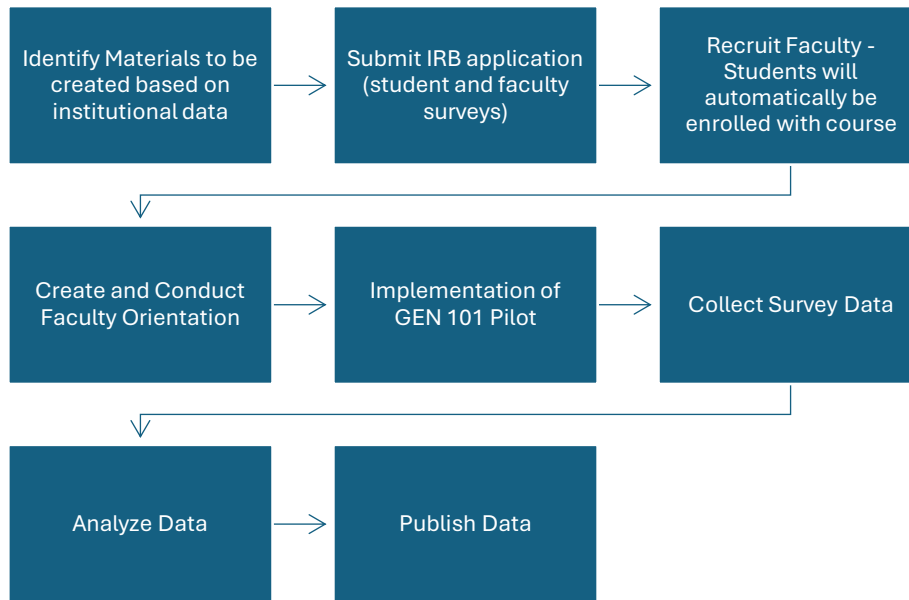 Identify Materials to be
created based on
institutional data
Submit IRB application
(student and faculty
surveys)
Recruit Faculty -
Students will
automatically be
enrolled with course
Create and Conduct
Faculty Orientation
Implementation of
GEN 101 Pilot
Collect Survey Data
Analyze Data
Publish Data